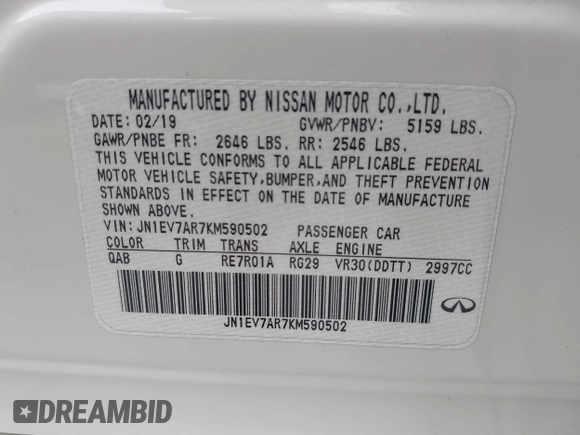 MANUFACTURED BY NISSAN MOTOR CO.,LTD.
DATE: 02/19 GVWR/PNBV: 5159 LBS.
GAWR/PNBE FR: 2646 LBS. RR: 2546 LBS.
THIS VEHICLE CONFORMS TO ALL APPLICABLE FEDERAL
MOTOR VEHICLE SAFETY,BUMPER,AND THEFT PREVENTION
STANDARDS IN EFFECT ON THE DATE OF MANUFACTURE
SHOWN ABOVE.
VIN: JN1EV7AR7KM590502 PASSENGER CAR
COLOR TRIM TRANS AXLE ENGINE
QAB G RE7R01A RG29 VR30(DDTT) 2997CC
JN1EV7AR7KM590502
DREAMBID